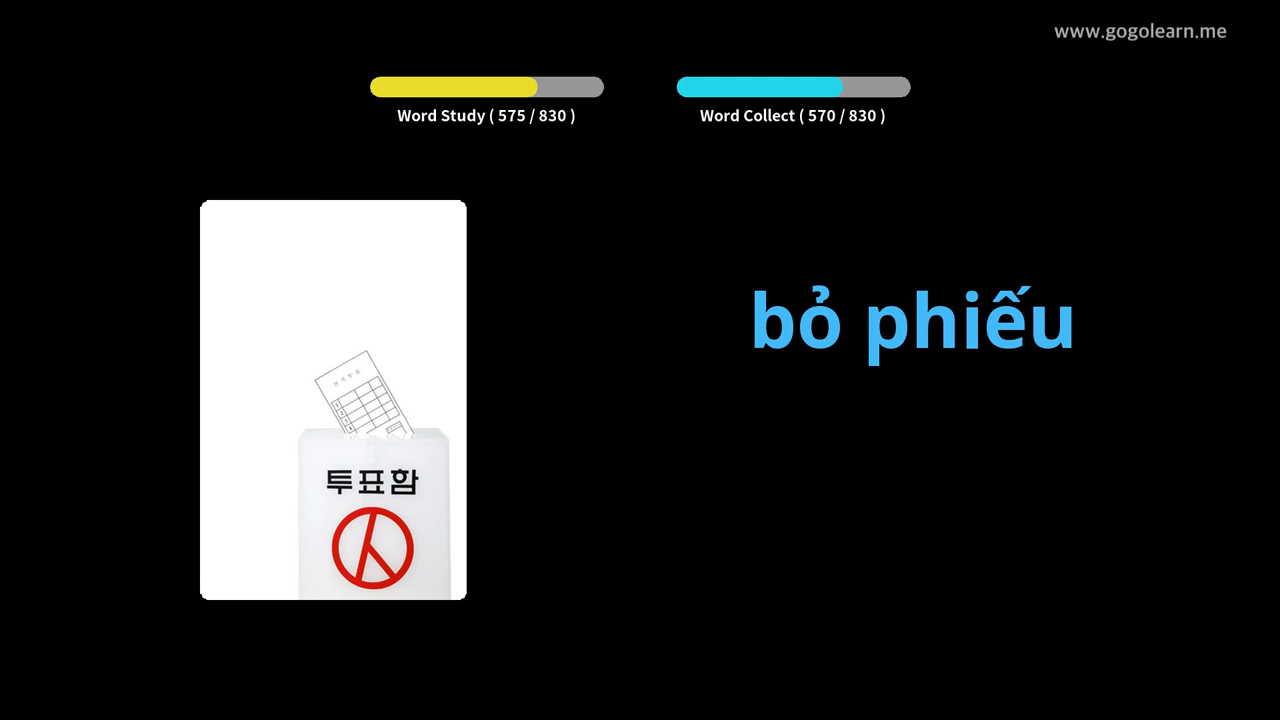 www.gogolearn.me
Word Study ( 575 / 830 )
Word Collect ( 570 / 830 )
bỏ phiếu
투표함